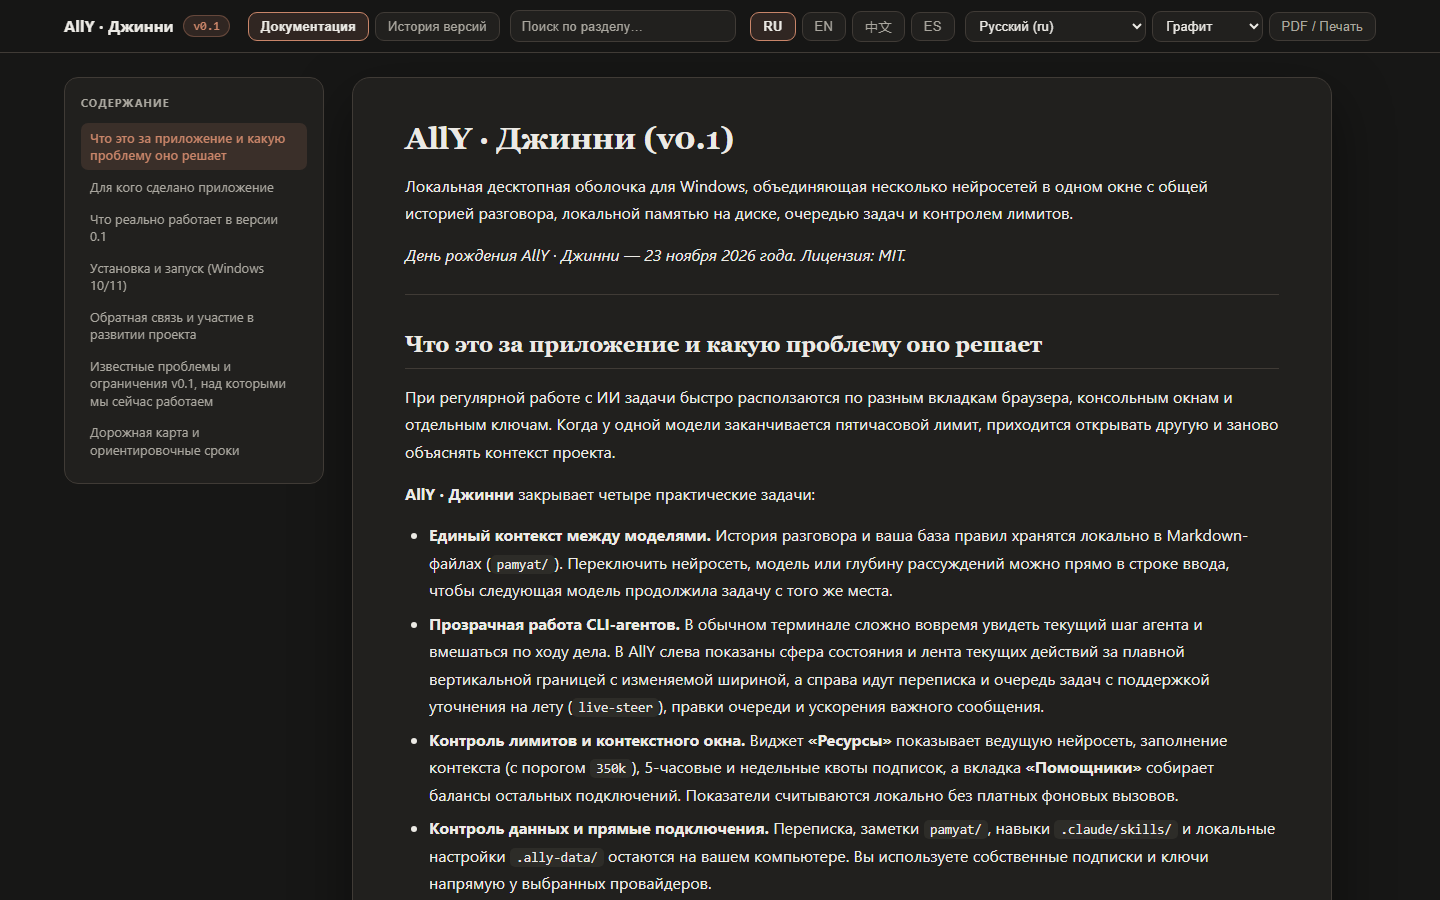 AllY · Джинни
v0.1
Документация
История версий
Поиск по разделу...
RU
EN
中文
ES
Русский (ru)
Графит
PDF / Печать
СОДЕРЖАНИЕ
Что это за приложение и какую
проблему оно решает
Для кого сделано приложение
Что реально работает в версии
0.1
Установка и запуск (Windows
10/11)
Обратная связь и участие в
развитии проекта
Известные проблемы и
ограничения v0.1, над которыми
мы сейчас работаем
Дорожная карта и
ориентировочные сроки
AllY · Джинни (v0.1)
Локальная десктопная оболочка для Windows, объединяющая несколько нейросетей в одном окне с общей
историей разговора, локальной памятью на диске, очередью задач и контролем лимитов.
День рождения AllY · Джинни — 23 ноября 2026 года. Лицензия: MIT.
Что это за приложение и какую проблему оно решает
При регулярной работе с ИИ задачи быстро расползаются по разным вкладкам браузера, консольным окнам и
отдельным ключам. Когда у одной модели заканчивается пятичасовой лимит, приходится открывать другую и заново
объяснять контекст проекта.
AllY · Джинни закрывает четыре практические задачи:
• Единый контекст между моделями. История разговора и ваша база правил хранятся локально в Markdown-
файлах ( pamyat/ ). Переключить нейросеть, модель или глубину рассуждений можно прямо в строке ввода,
чтобы следующая модель продолжила задачу с того же места.
• Прозрачная работа CLI-агентов. В обычном терминале сложно вовремя увидеть текущий шаг агента и
вмешаться по ходу дела. В AllY слева показаны сфера состояния и лента текущих действий за плавной
вертикальной границей с изменяемой шириной, а справа идут переписка и очередь задач с поддержкой
уточнения на лету ( live-steer ), правки очереди и ускорения важного сообщения.
• Контроль лимитов и контекстного окна. Виджет «Ресурсы» показывает ведущую нейросеть, заполнение
контекста (с порогом 350k ), 5-часовые и недельные квоты подписок, а вкладка «Помощники» собирает
балансы остальных подключений. Показатели считываются локально без платных фоновых вызовов.
• Контроль данных и прямые подключения. Переписка, заметки pamyat/ , навыки .claude/skills/ и локальные
настройки .ally-data/ остаются на вашем компьютере. Вы используете собственные подписки и ключи
напрямую у выбранных провайдеров.